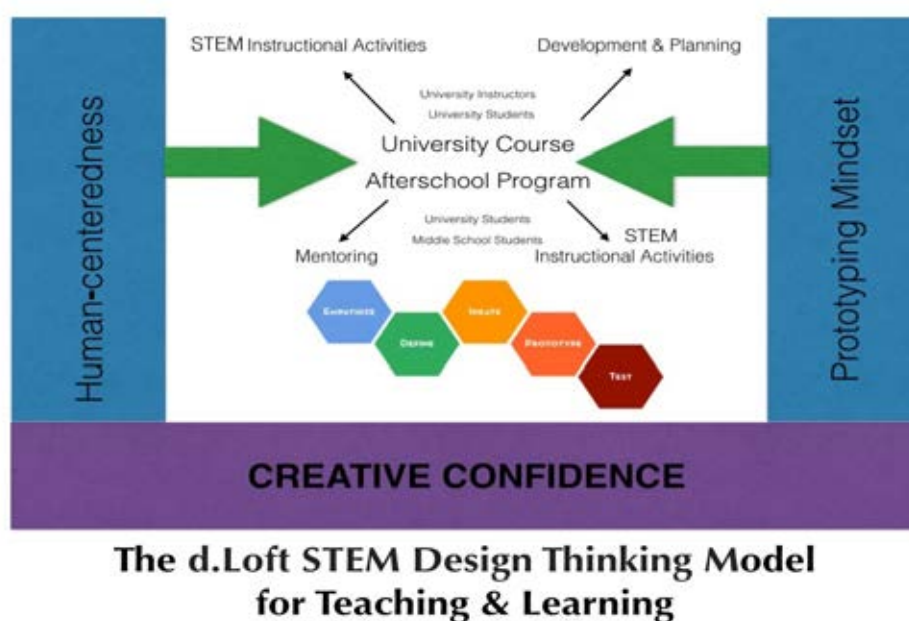 STEM Instructional Activities
Development & Planning
University Instructors
University Students
University Course
Afterschool Program
University Students
Middle School Students
Mentoring
STEM
Instructional Activities
Human-centeredness
Prototyping Mindset
EMPATHIZE
DEFINE
IDEATE
PROTOTYPE
TEST
CREATIVE CONFIDENCE
The d.Loft STEM Design Thinking Model
for Teaching & Learning